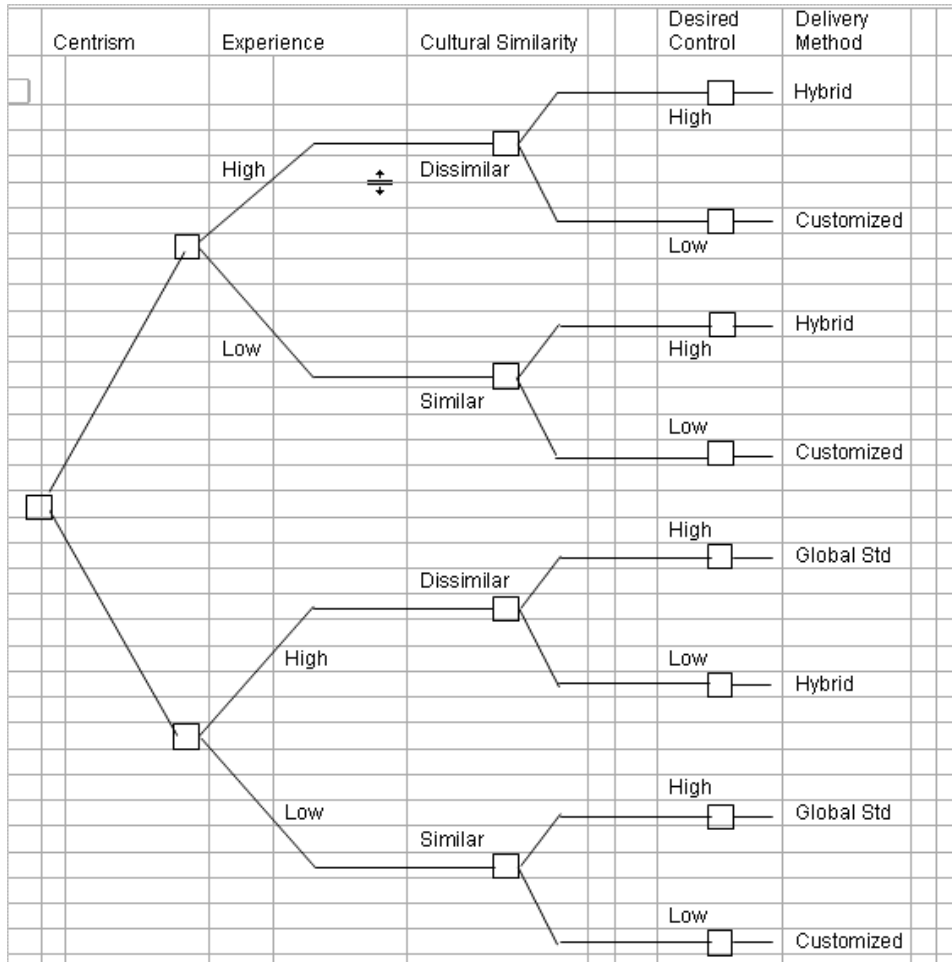 Centrism
Experience
Cultural Similarity
Desired
Control
Delivery
Method
Hybrid
High
High
Dissimilar
Customized
Low
Hybrid
Low
High
Similar
Low
Customized
High
Global Std
Dissimilar
High
Low
Hybrid
High
Low
Global Std
Similar
Low
Customized